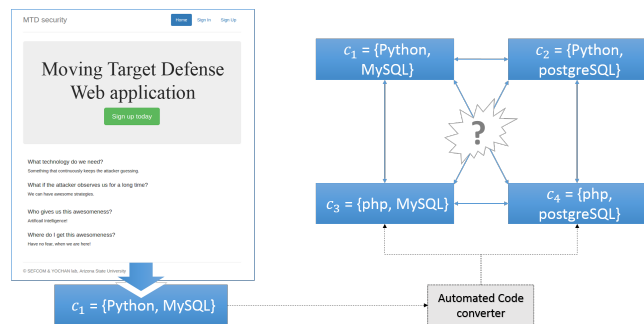 MTD security
Home Sign In Sign Up
Moving Target Defense
Web application
Sign up today
What technology do we need?
Something that continuously keeps the attacker guessing.
What if the attacker observes us for a long time?
We can have awesome strategies.
Who gives us this awesomeness?
Artificial Intelligence!
Where do I get this awesomeness?
Have no fear, when we are here!
© SEFCOM & YOCHAN lab, Arizona State University
c₁ = {Python, MySQL}
c₁ = {Python,
MySQL}
c₂ = {Python,
postgreSQL}
?
c₃ = {php, MySQL}
c₄ = {php,
postgreSQL}
Automated Code
converter